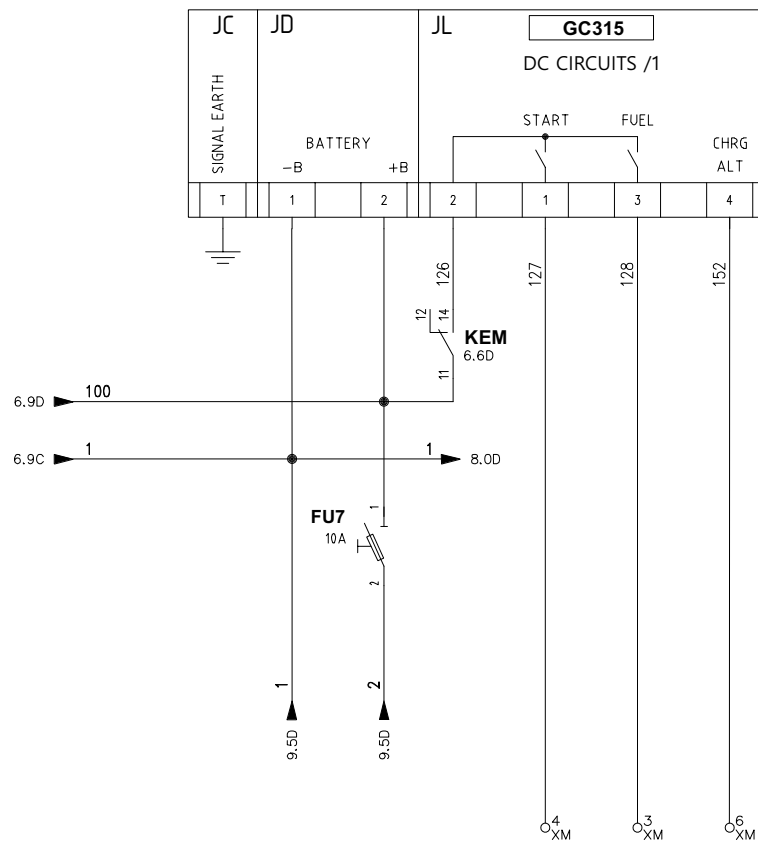 JC JD JL GC315
DC CIRCUITS /1
SIGNAL EARTH
BATTERY
-B +B
START FUEL
CHRG
ALT
T 1 2 2 1 3 4
126 127 128 152
12 14
KEM
6.6D
11
6.9D 100
6.9C 1 1 8.0D
FU7
10A
1
2
1 2
9.5D 9.5D
4 3 6
XM XM XM